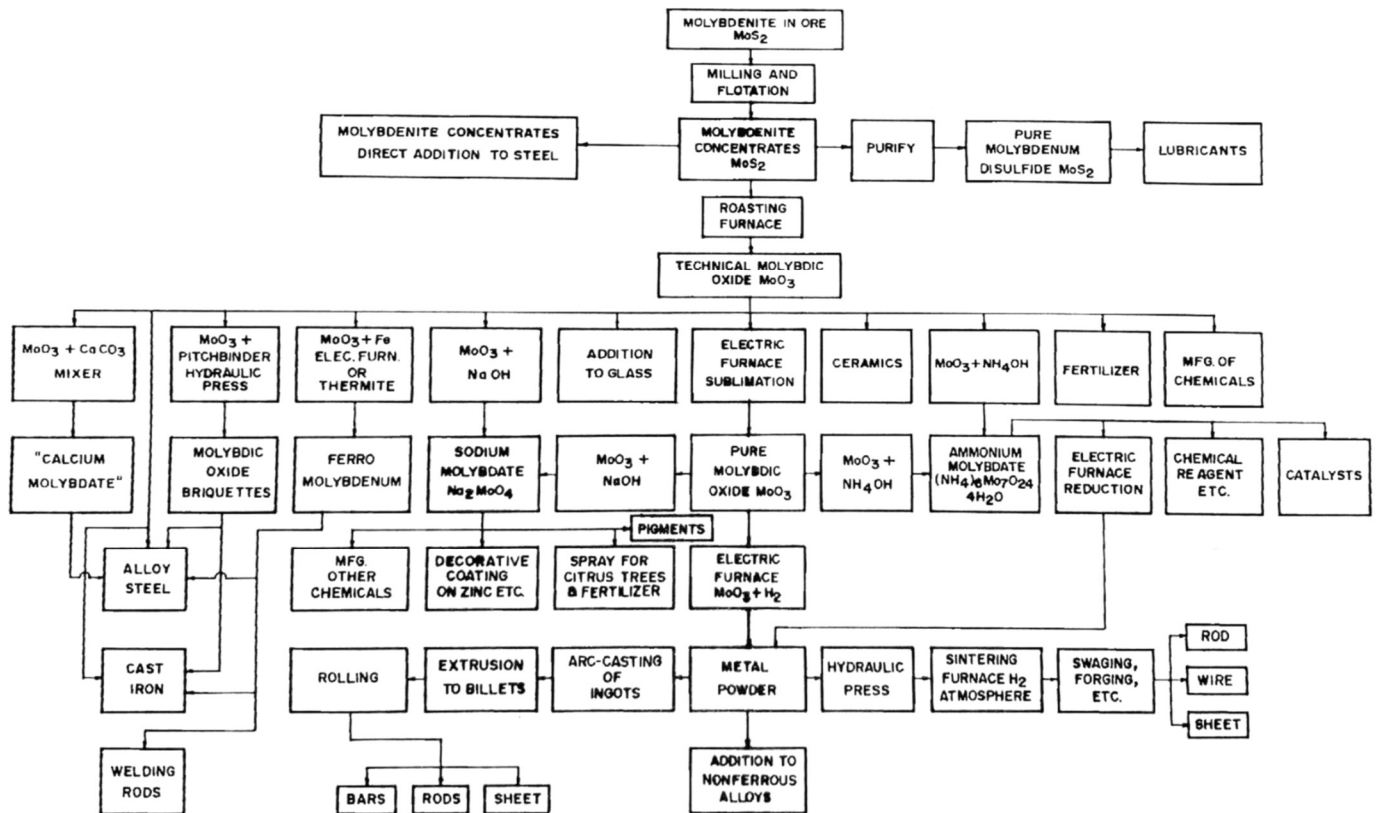 MOLYBDENITE IN ORE
MoS2
MILLING AND
FLOTATION
MOLYBDENITE CONCENTRATES
DIRECT ADDITION TO STEEL
MOLYBDENITE
CONCENTRATES
MoS2
PURIFY
PURE
MOLYBDENUM
DISULFIDE MoS2
LUBRICANTS
ROASTING
FURNACE
TECHNICAL MOLYBDIC
OXIDE MoO3
MoO3 + CaCO3
MIXER
MoO3 +
PITCHBINDER
HYDRAULIC
PRESS
MoO3 + Fe
ELEC. FURN.
OR
THERMITE
MoO3 +
NaOH
ADDITION
TO GLASS
ELECTRIC
FURNACE
SUBLIMATION
CERAMICS
MoO3 + NH4OH
FERTILIZER
MFG. OF
CHEMICALS
"CALCIUM
MOLYBDATE"
MOLYBDIC
OXIDE
BRIQUETTES
FERRO
MOLYBDENUM
SODIUM
MOLYBDATE
Na2MoO4
MoO3 +
NaOH
PURE
MOLYBDIC
OXIDE MoO3
MoO3 +
NH4OH
AMMONIUM
MOLYBDATE
(NH4)6Mo7O24
4H2O
ELECTRIC
FURNACE
REDUCTION
CHEMICAL
REAGENT
ETC.
CATALYSTS
PIGMENTS
ALLOY
STEEL
MFG.
OTHER
CHEMICALS
DECORATIVE
COATING
ON ZINC ETC.
SPRAY FOR
CITRUS TREES
& FERTILIZER
ELECTRIC
FURNACE
MoO3 + H2
CAST
IRON
ROLLING
EXTRUSION
TO BILLETS
ARC-CASTING
OF
INGOTS
METAL
POWDER
HYDRAULIC
PRESS
SINTERING
FURNACE H2
ATMOSPHERE
SWAGING,
FORGING,
ETC.
ROD
WIRE
SHEET
WELDING
RODS
BARS
RODS
SHEET
ADDITION TO
NONFERROUS
ALLOYS